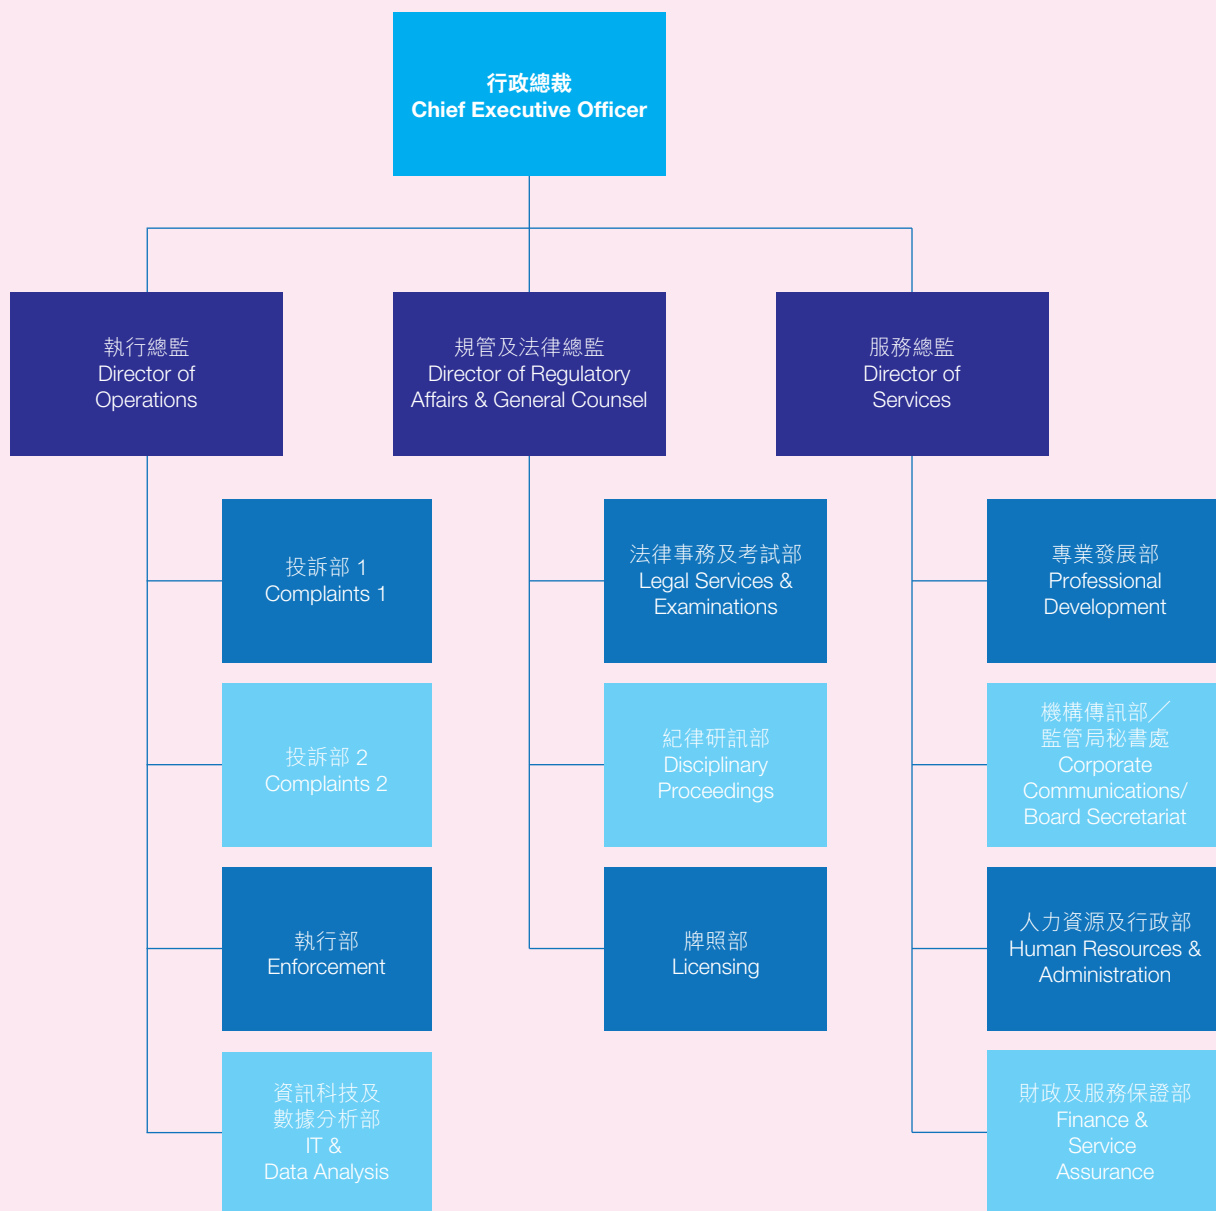 行政總裁
Chief Executive Officer
執行總監
Director of
Operations
規管及法律總監
Director of Regulatory
Affairs & General Counsel
服務總監
Director of
Services
投訴部 1
Complaints 1
投訴部 2
Complaints 2
執行部
Enforcement
資訊科技及
數據分析部
IT &
Data Analysis
法律事務及考試部
Legal Services &
Examinations
紀律研訊部
Disciplinary
Proceedings
牌照部
Licensing
專業發展部
Professional
Development
機構傳訊部／
監管局秘書處
Corporate
Communications/
Board Secretariat
人力資源及行政部
Human Resources &
Administration
財政及服務保證部
Finance &
Service
Assurance